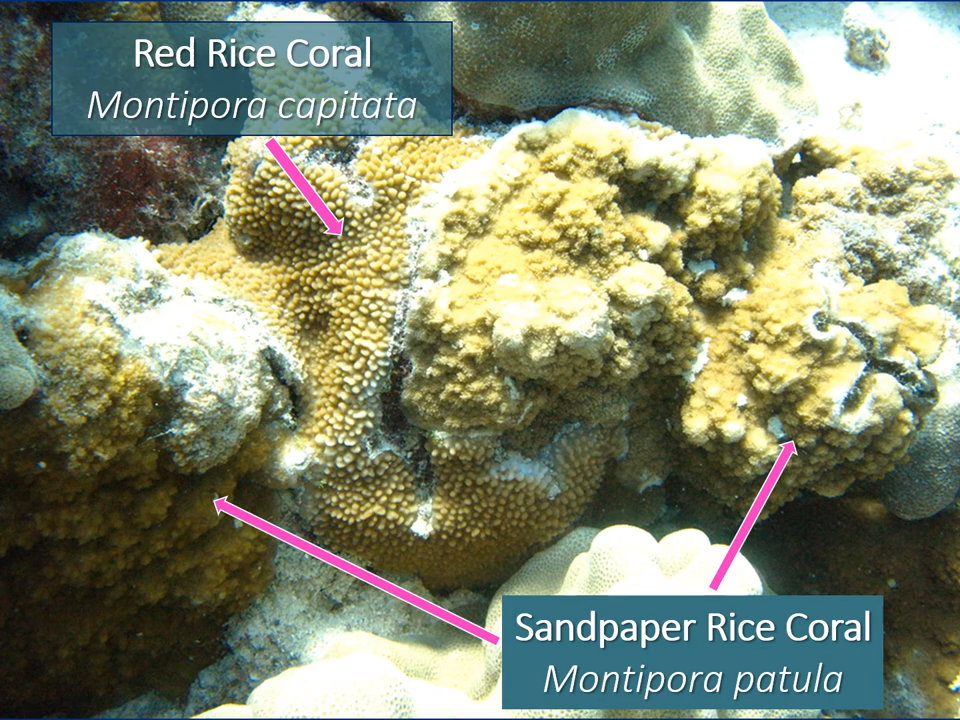 Red Rice Coral
Montipora capitata
Sandpaper Rice Coral
Montipora patula